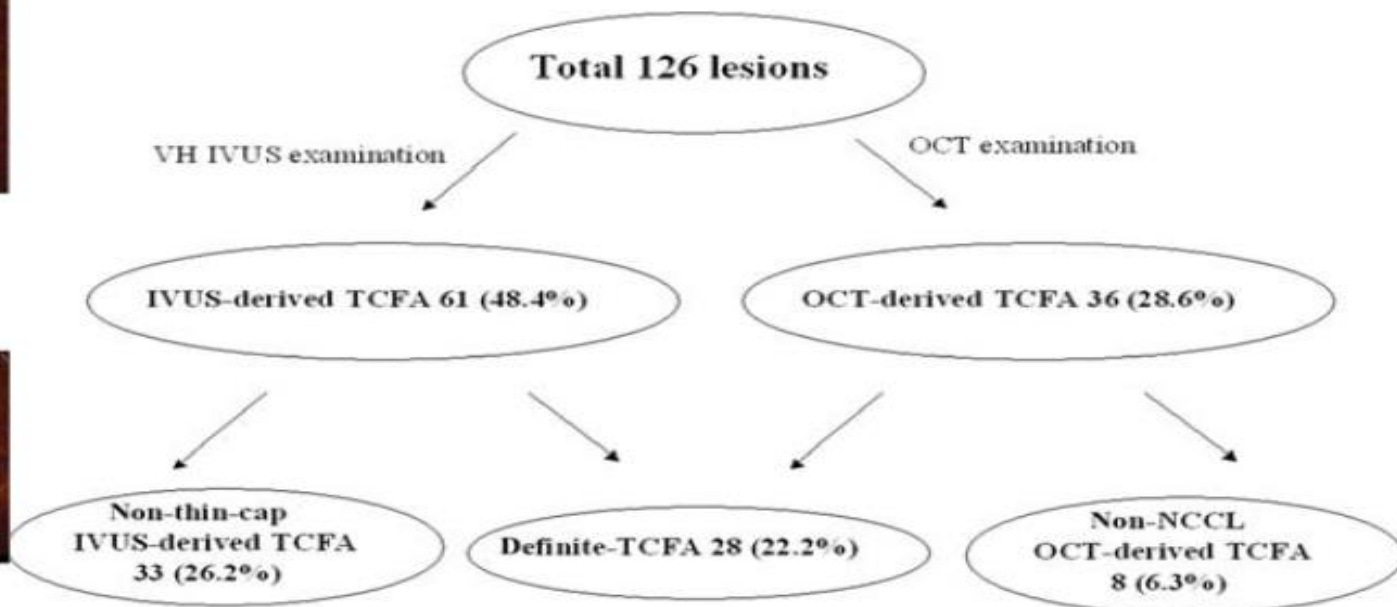 Total 126 lesions
VH IVUS examination
OCT examination
IVUS-derived TCFA 61 (48.4%)
OCT-derived TCFA 36 (28.6%)
Non-thin-cap
IVUS-derived TCFA
33 (26.2%)
Definite-TCFA 28 (22.2%)
Non-NCCL
OCT-derived TCFA
8 (6.3%)